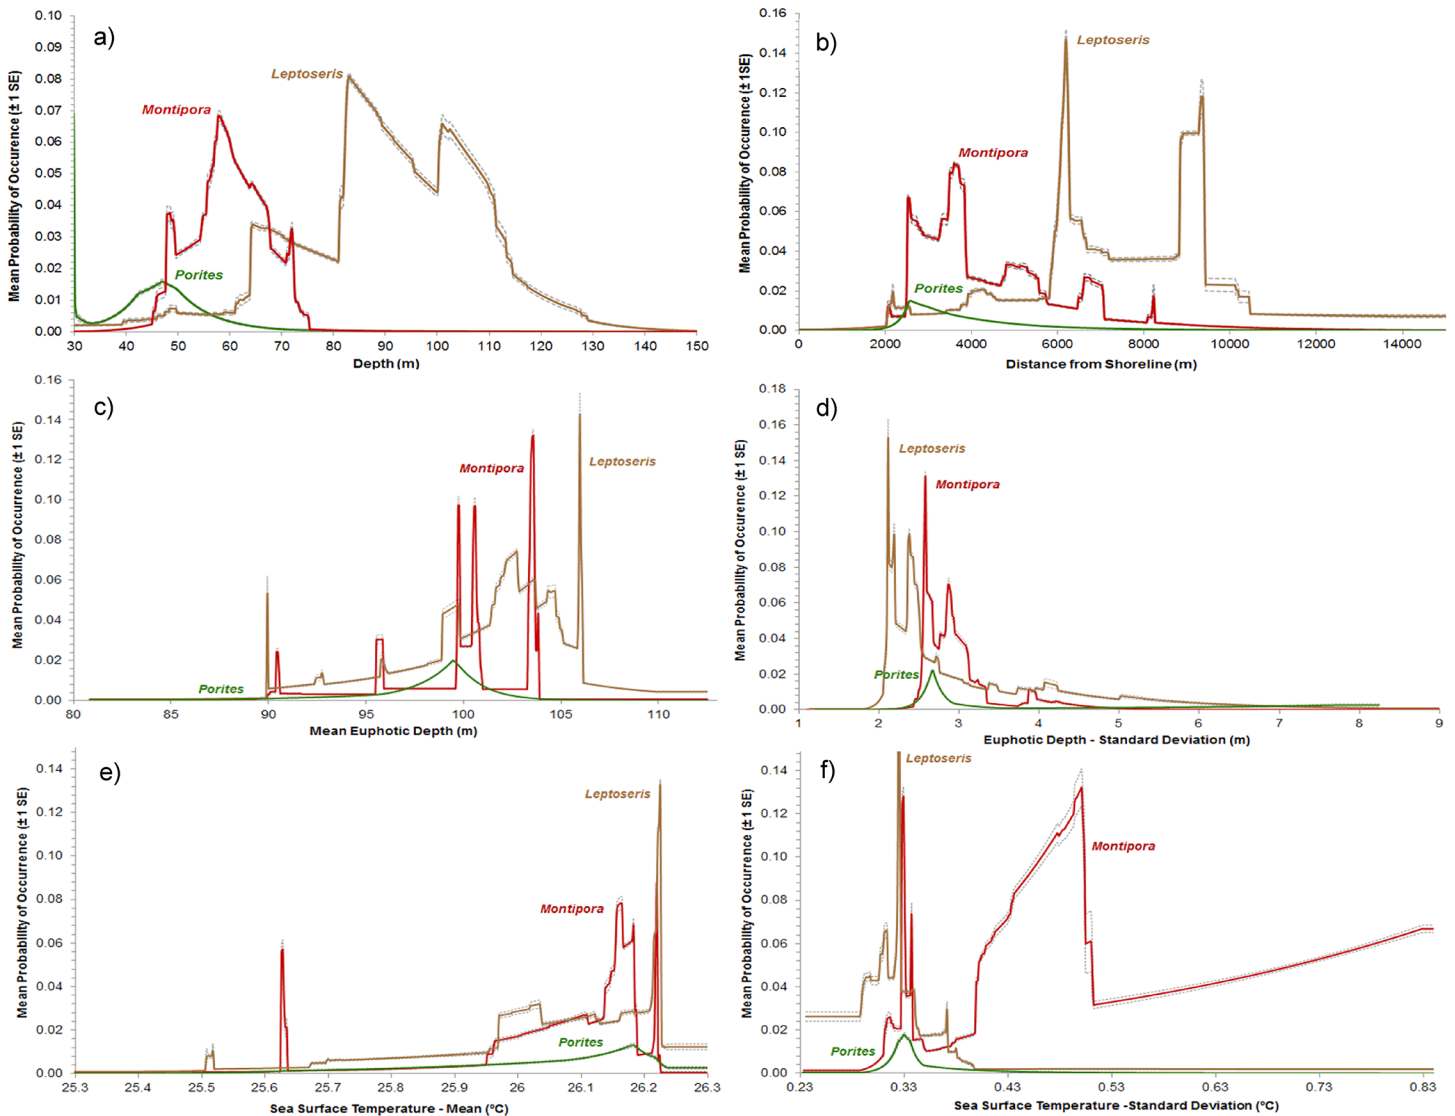 a)
Mean Probability of Occurence (± 1 SE)
0.10
0.09
0.08
0.07
0.06
0.05
0.04
0.03
0.02
0.01
0.00
Leptoseris
Montipora
Porites
30 40 50 60 70 80 90 100 110 120 130 140 150
Depth (m)
b)
Mean Probability of Occurence (± 1SE)
0.16
0.14
0.12
0.10
0.08
0.06
0.04
0.02
0.00
Leptoseris
Montipora
Porites
0 2000 4000 6000 8000 10000 12000 14000
Distance from Shoreline (m)
c)
Mean Probability of Occurrence (± 1 SE)
0.16
0.14
0.12
0.10
0.08
0.06
0.04
0.02
0.00
Montipora
Leptoseris
Porites
80 85 90 95 100 105 110
Mean Euphotic Depth (m)
d)
Mean Probability of Occurrence (± 1 SE)
0.18
0.16
0.14
0.12
0.10
0.08
0.06
0.04
0.02
0.00
Leptoseris
Montipora
Porites
1 2 3 4 5 6 7 8 9
Euphotic Depth - Standard Deviation (m)
e)
Mean Probability of Occurrence (± 1 SE)
0.14
0.12
0.10
0.08
0.06
0.04
0.02
0.00
Leptoseris
Montipora
Porites
25.3 25.4 25.5 25.6 25.7 25.8 25.9 26 26.1 26.2 26.3
Sea Surface Temperature - Mean (°C)
f)
Mean Probability of Occurrence (± 1 SE)
0.14
0.12
0.10
0.08
0.06
0.04
0.02
0.00
Leptoseris
Montipora
Porites
0.23 0.33 0.43 0.53 0.63 0.73 0.83
Sea Surface Temperature -Standard Deviation (°C)